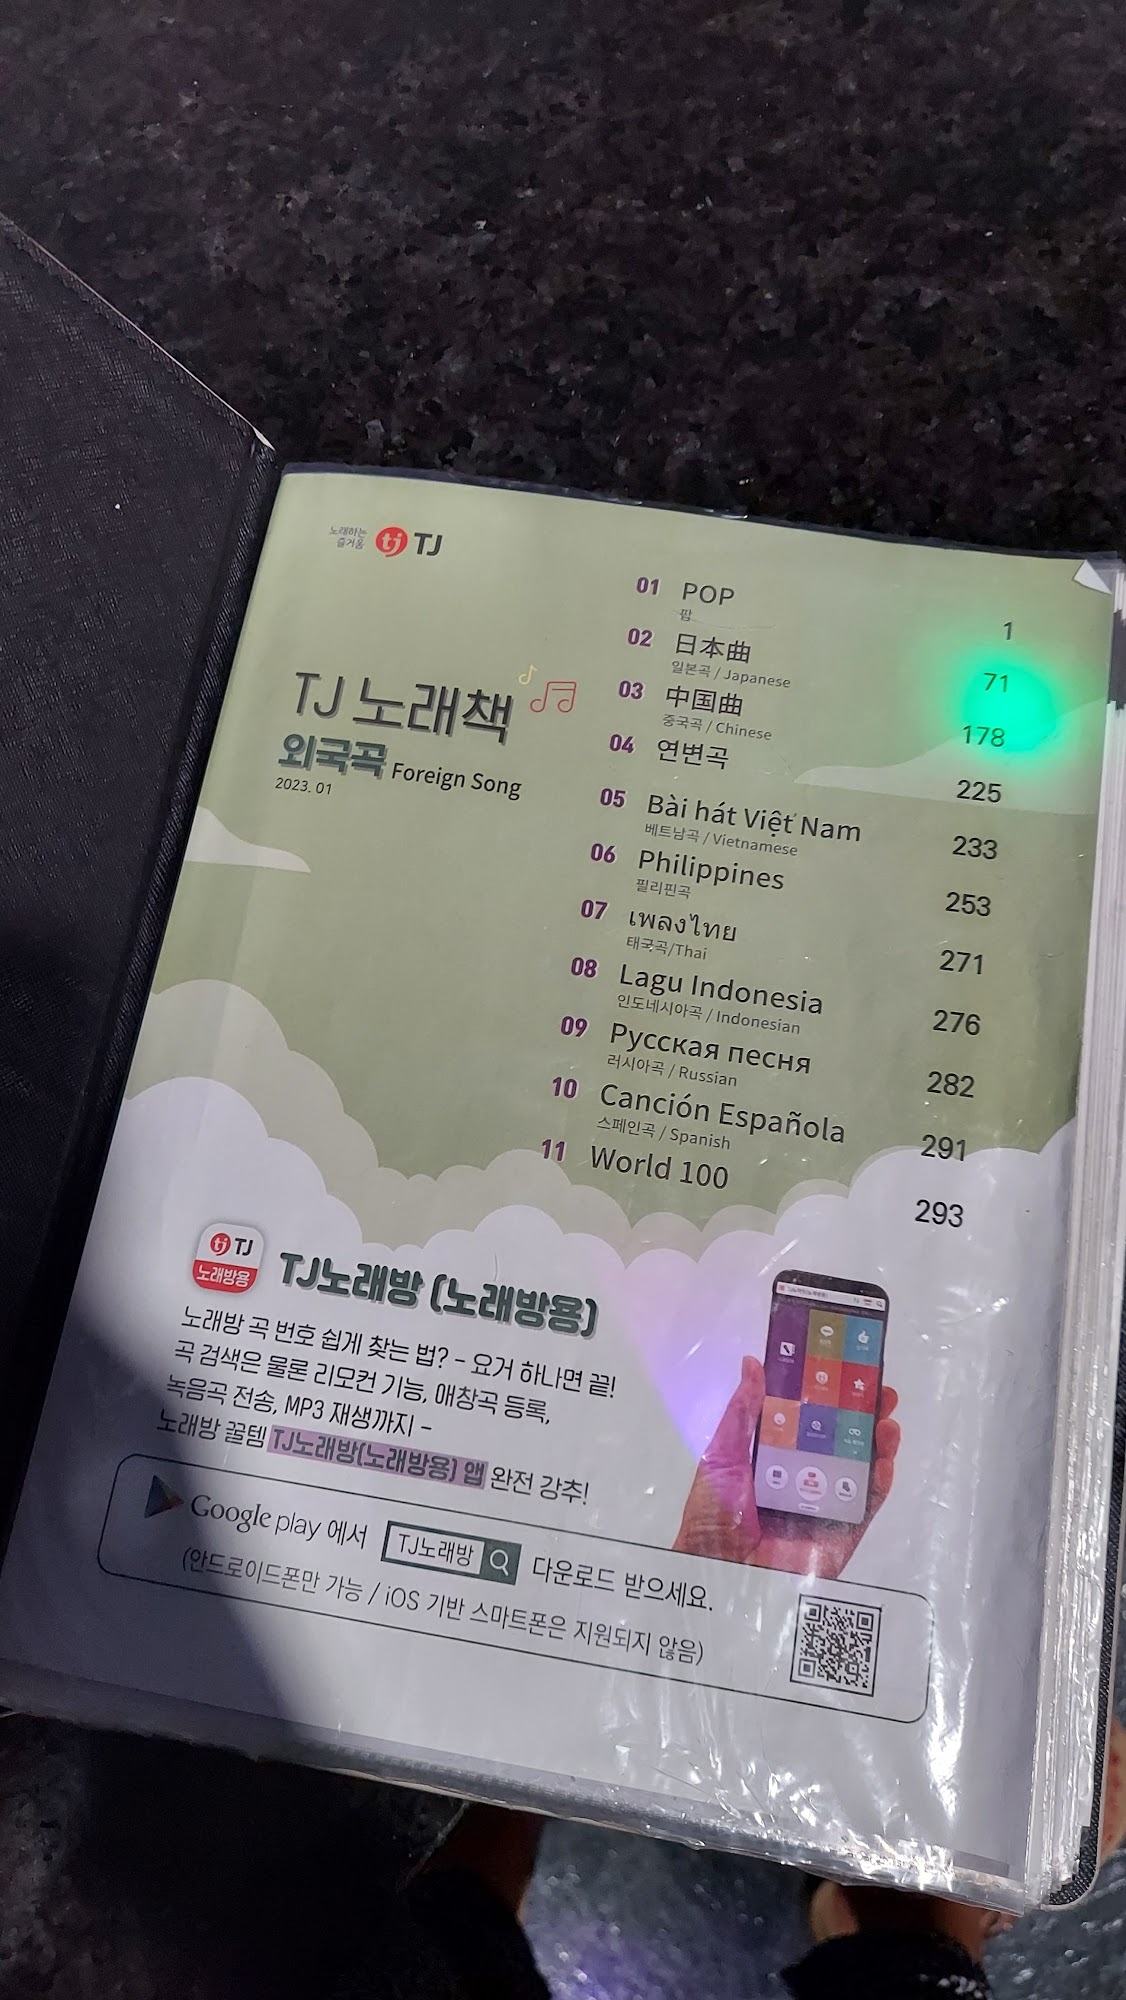 노래하는
즐거움
tj TJ
TJ 노래책
외국곡 Foreign Song
2023. 01
01 POP 1
팝
02 日本曲 71
일본곡 / Japanese
03 中国曲 178
중국곡 / Chinese
04 연변곡 225
05 Bài hát Việt Nam 233
베트남곡 / Vietnamese
06 Philippines 253
필리핀곡
07 เพลงไทย 271
태국곡/Thai
08 Lagu Indonesia 276
인도네시아곡 / Indonesian
09 Русская песня 282
러시아곡 / Russian
10 Canción Española 291
스페인곡 / Spanish
11 World 100 293
tj TJ
노래방용
TJ노래방 (노래방용)
노래방 곡 번호 쉽게 찾는 법? - 요거 하나면 끝!
곡 검색은 물론 리모컨 기능, 애창곡 등록,
녹음곡 전송, MP3 재생까지 -
노래방 꿀템 TJ노래방(노래방용) 앱 완전 강추!
Google play 에서 TJ노래방 다운로드 받으세요.
(안드로이드폰만 가능 / iOS 기반 스마트폰은 지원되지 않음)